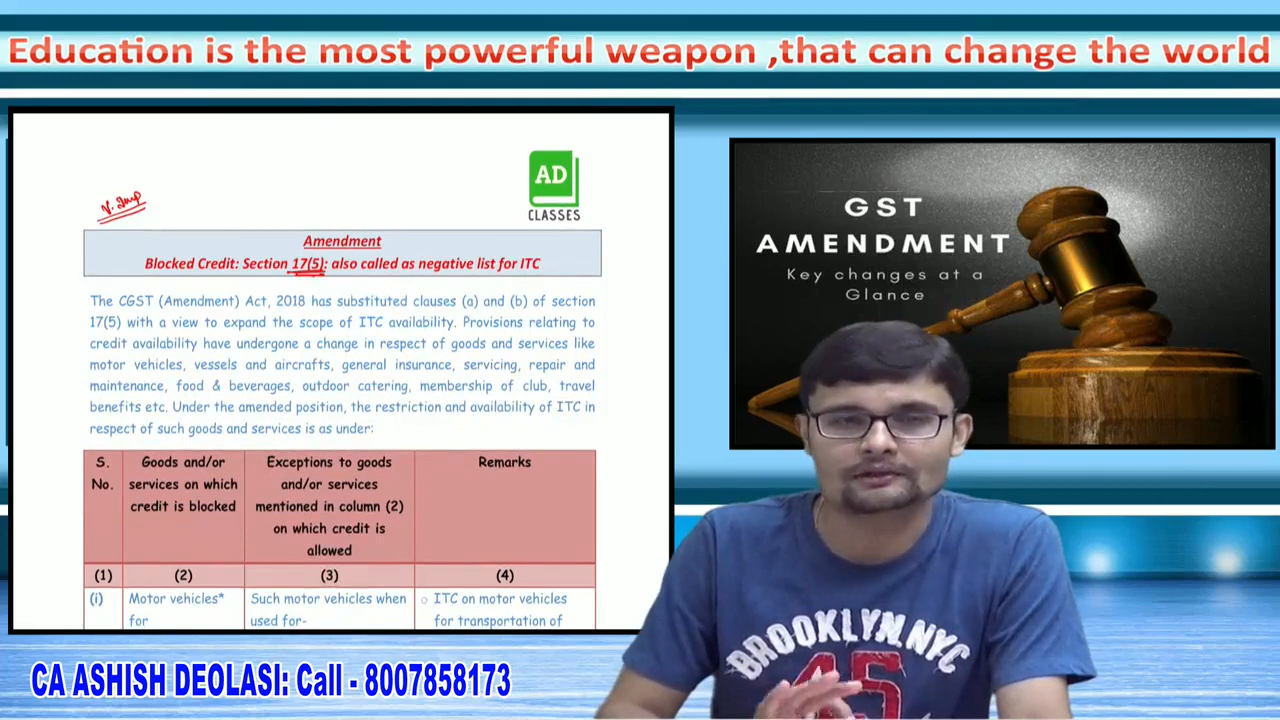 Education is the most powerful weapon ,that can change the world
AD
CLASSES
V. Imp
Amendment
Blocked Credit: Section 17(5): also called as negative list for ITC
The CGST (Amendment) Act, 2018 has substituted clauses (a) and (b) of section
17(5) with a view to expand the scope of ITC availability. Provisions relating to
credit availability have undergone a change in respect of goods and services like
motor vehicles, vessels and aircrafts, general insurance, servicing, repair and
maintenance, food & beverages, outdoor catering, membership of club, travel
benefits etc. Under the amended position, the restriction and availability of ITC in
respect of such goods and services is as under:
S.
No.
Goods and/or
services on which
credit is blocked
Exceptions to goods
and/or services
mentioned in column (2)
on which credit is
allowed
Remarks
(1)
(2)
(3)
(4)
(i)
Motor vehicles*
for
Such motor vehicles when
used for-
○ ITC on motor vehicles
for transportation of
GST
AMENDMENT
Key changes at a
Glance
BROOKLYN,NYC
45
CA ASHISH DEOLASI: Call - 8007858173